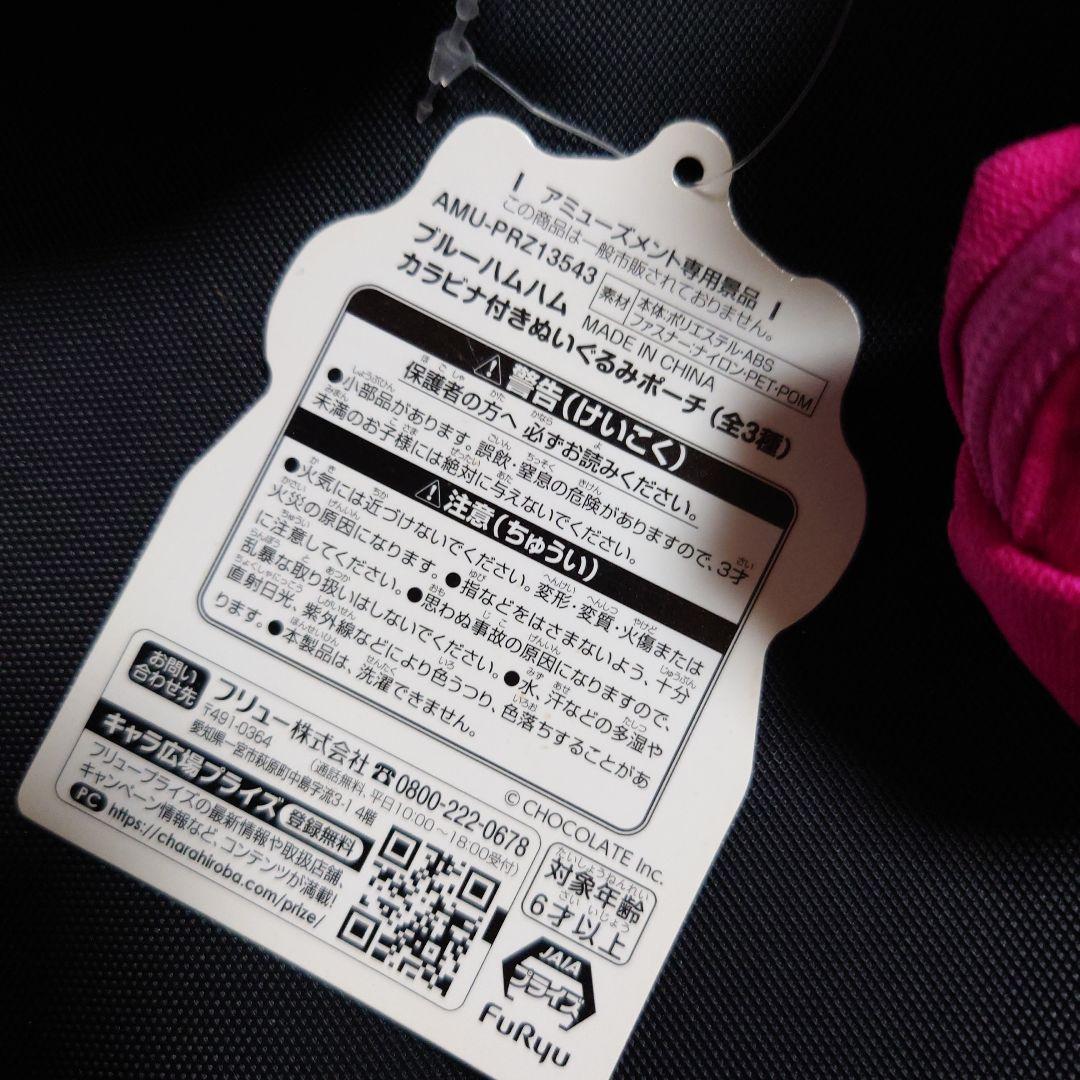 アミューズメント専用景品
この商品は一般市販されておりません。
AMU-PRZ13543
素材
本体:ポリエステル・ABS
ファスナー:ナイロン・PET・POM
ブルーハムハム
MADE IN CHINA
カラビナ付きぬいぐるみポーチ(全3種)
⚠警告(けいこく)
保護者の方へ 必ずお読みください。
●小部品があります。誤飲・窒息の危険がありますので、3才
未満のお子様には絶対に与えないでください。
⚠注意(ちゅうい)
●火気には近づけないでください。変形・変質・火傷または
火災の原因になります。●指などをはさまないよう、十分
に注意してください。●思わぬ事故の原因になりますので、
乱暴な取り扱いはしないでください。●水、汗などの多湿や
直射日光、紫外線などにより色うつり、色落ちすることがあ
ります。●本製品は、洗濯できません。
© CHOCOLATE Inc.
お問い
合わせ先
フリュー株式会社 ☎0800-222-0678
〒491-0364 (通話無料、平日10:00~18:00受付)
愛知県一宮市萩原町中島字流3-1 4階
キャラ広場プライズ 登録無料
フリュープライズの最新情報や取扱店舗、
キャンペーン情報など、コンテンツが満載!
PC https://charahiroba.com/prize/
対象年齢
6才以上
JAIA
プライズ
FuRyu